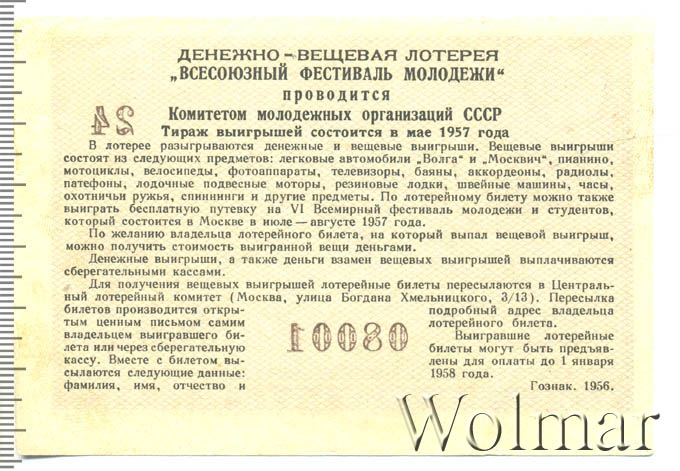 ДЕНЕЖНО-ВЕЩЕВАЯ ЛОТЕРЕЯ
„ВСЕСОЮЗНЫЙ ФЕСТИВАЛЬ МОЛОДЕЖИ“
проводится
Комитетом молодежных организаций СССР
24
Тираж выигрышей состоится в мае 1957 года
В лотерее разыгрываются денежные и вещевые выигрыши. Вещевые выигрыши
состоят из следующих предметов: легковые автомобили „Волга“ и „Москвич“, пианино,
мотоциклы, велосипеды, фотоаппараты, телевизоры, баяны, аккордеоны, радиолы,
патефоны, лодочные подвесные моторы, резиновые лодки, швейные машины, часы,
охотничьи ружья, спиннинги и другие предметы. По лотерейному билету можно также
выиграть бесплатную путевку на VI Всемирный фестиваль молодежи и студентов,
который состоится в Москве в июле—августе 1957 года.
По желанию владельца лотерейного билета, на который выпал вещевой выигрыш,
можно получить стоимость выигранной вещи деньгами.
Денежные выигрыши, а также деньги взамен вещевых выигрышей выплачиваются
сберегательными кассами.
Для получения вещевых выигрышей лотерейные билеты пересылаются в Централь-
ный лотерейный комитет (Москва, улица Богдана Хмельницкого, 3/13). Пересылка
билетов производится откры-
тым ценным письмом самим
владельцем выигравшего би-
лета или через сберегательную
кассу. Вместе с билетом вы-
сылаются следующие данные:
фамилия, имя, отчество и
08001
подробный адрес владельца
лотерейного билета.
Выигравшие лотерейные
билеты могут быть предъяв-
лены для оплаты до 1 января
1958 года.
Гознак. 1956.
Wolmar